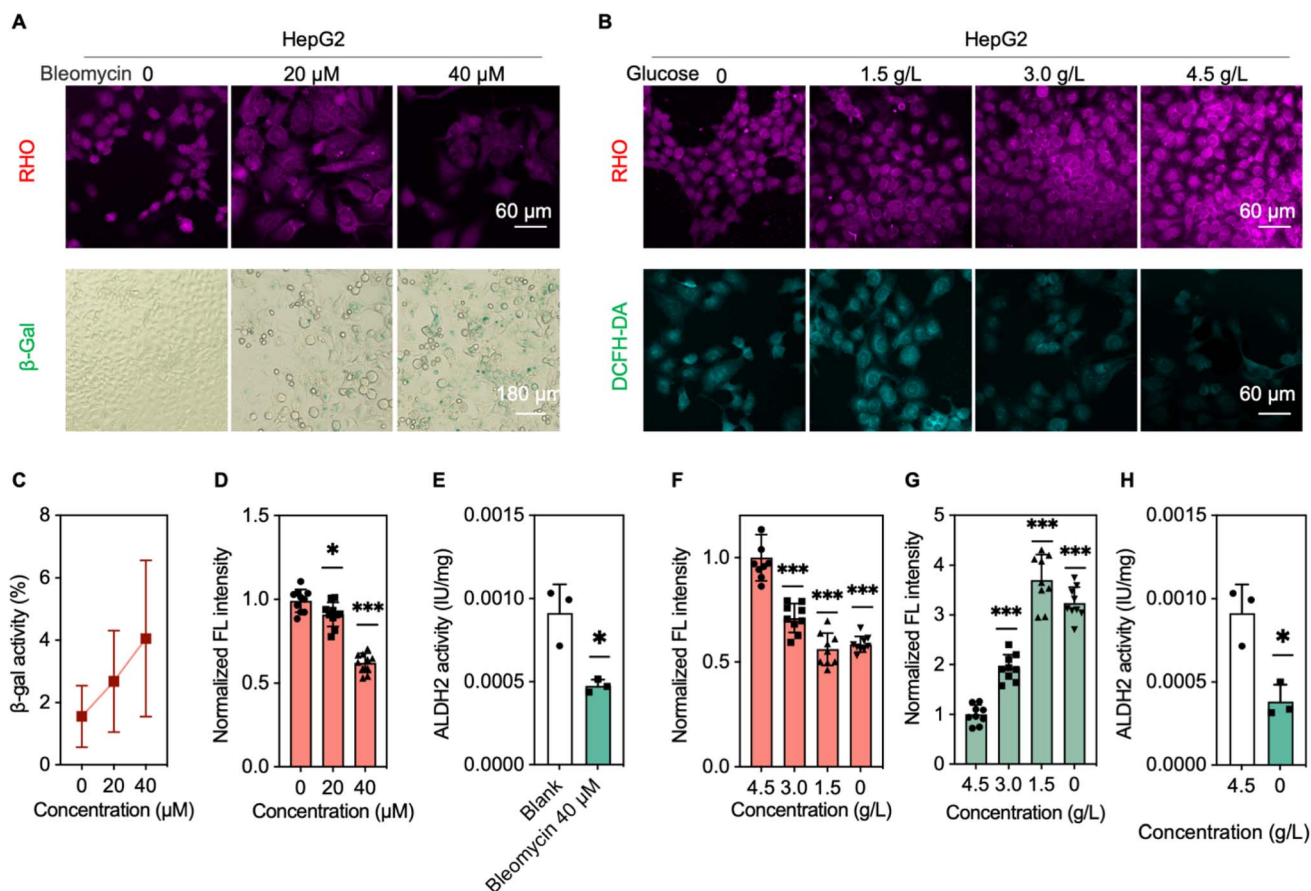 A
HepG2
Bleomycin 0 20 µM 40 µM
RHO
60 µm
β-Gal
180 µm
B
HepG2
Glucose 0 1.5 g/L 3.0 g/L 4.5 g/L
RHO
60 µm
DCFH-DA
60 µm
C
β-gal activity (%)
8
6
4
2
0
0 20 40
Concentration (µM)
D
Normalized FL intensity
1.5
1.0
0.5
0.0
*
***
0 20 40
Concentration (µM)
E
ALDH2 activity (IU/mg)
0.0015
0.0010
0.0005
0.0000
*
Blank
Bleomycin 40 µM
F
Normalized FL intensity
1.0
0.5
0.0
***
***
***
4.5 3.0 1.5 0
Concentration (g/L)
G
Normalized FL intensity
5
4
3
2
1
0
***
***
***
4.5 3.0 1.5 0
Concentration (g/L)
H
ALDH2 activity (IU/mg)
0.0015
0.0010
0.0005
0.0000
*
4.5 0
Concentration (g/L)